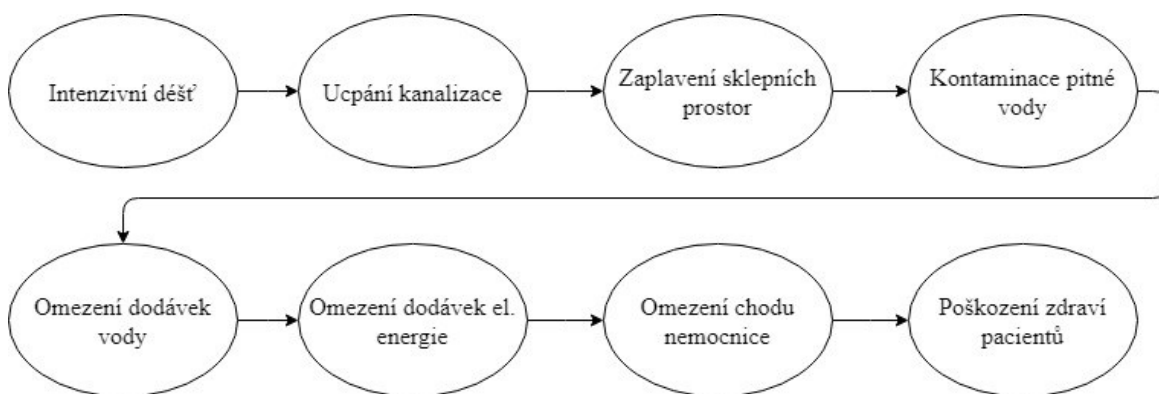 Intenzivní déšť
Ucpání kanalizace
Zaplavení sklepních
prostor
Kontaminace pitné
vody
Omezení dodávek
vody
Omezení dodávek el.
energie
Omezení chodu
nemocnice
Poškození zdraví
pacientů